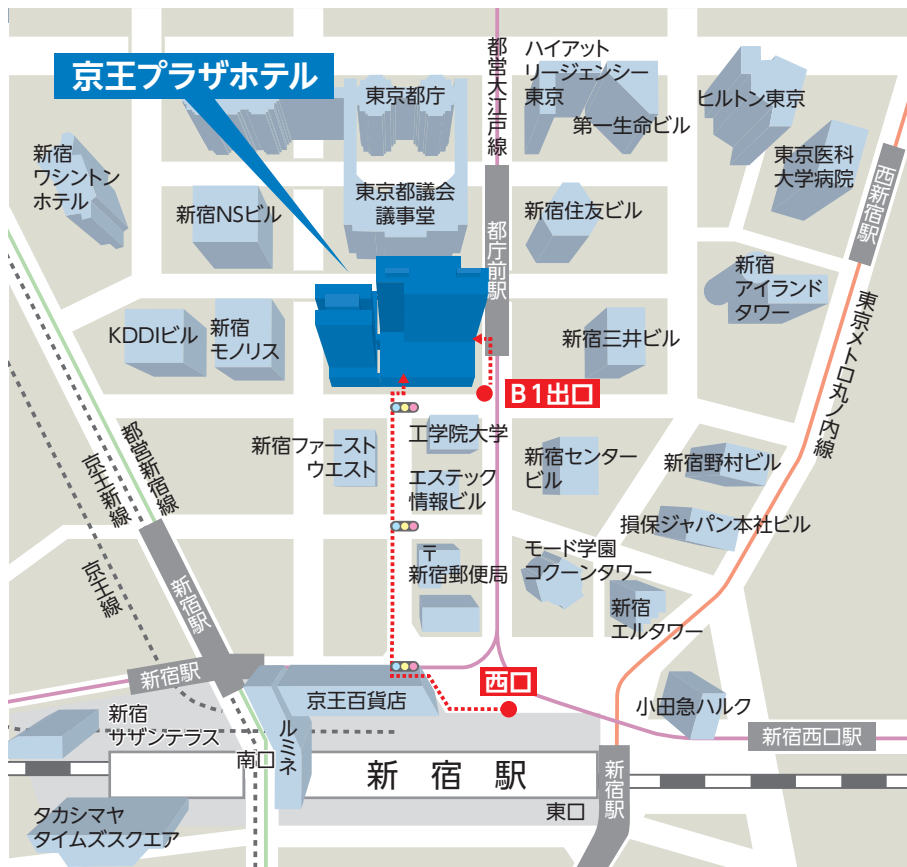 京王プラザホテル
都営大江戸線
ハイアット
リージェンシー
東京
第一生命ビル
東京都庁
ヒルトン東京
東京医科
大学病院
西新宿駅
新宿
ワシントン
ホテル
新宿NSビル
東京都議会
議事堂
都庁前駅
新宿住友ビル
新宿
アイランド
タワー
東京メトロ丸ノ内線
KDDIビル
新宿
モノリス
新宿三井ビル
B1出口
新宿ファースト
ウエスト
工学院大学
エステック
情報ビル
新宿センター
ビル
新宿野村ビル
損保ジャパン本社ビル
都営新宿線
京王新線
京王線
〒
新宿郵便局
モード学園
コクーンタワー
新宿
エルタワー
新宿駅
新宿駅
京王百貨店
西口
小田急ハルク
新宿西口駅
新宿
サザンテラス
南口
ルミネ
新宿駅
新宿駅
東口
タカシマヤ
タイムズスクエア